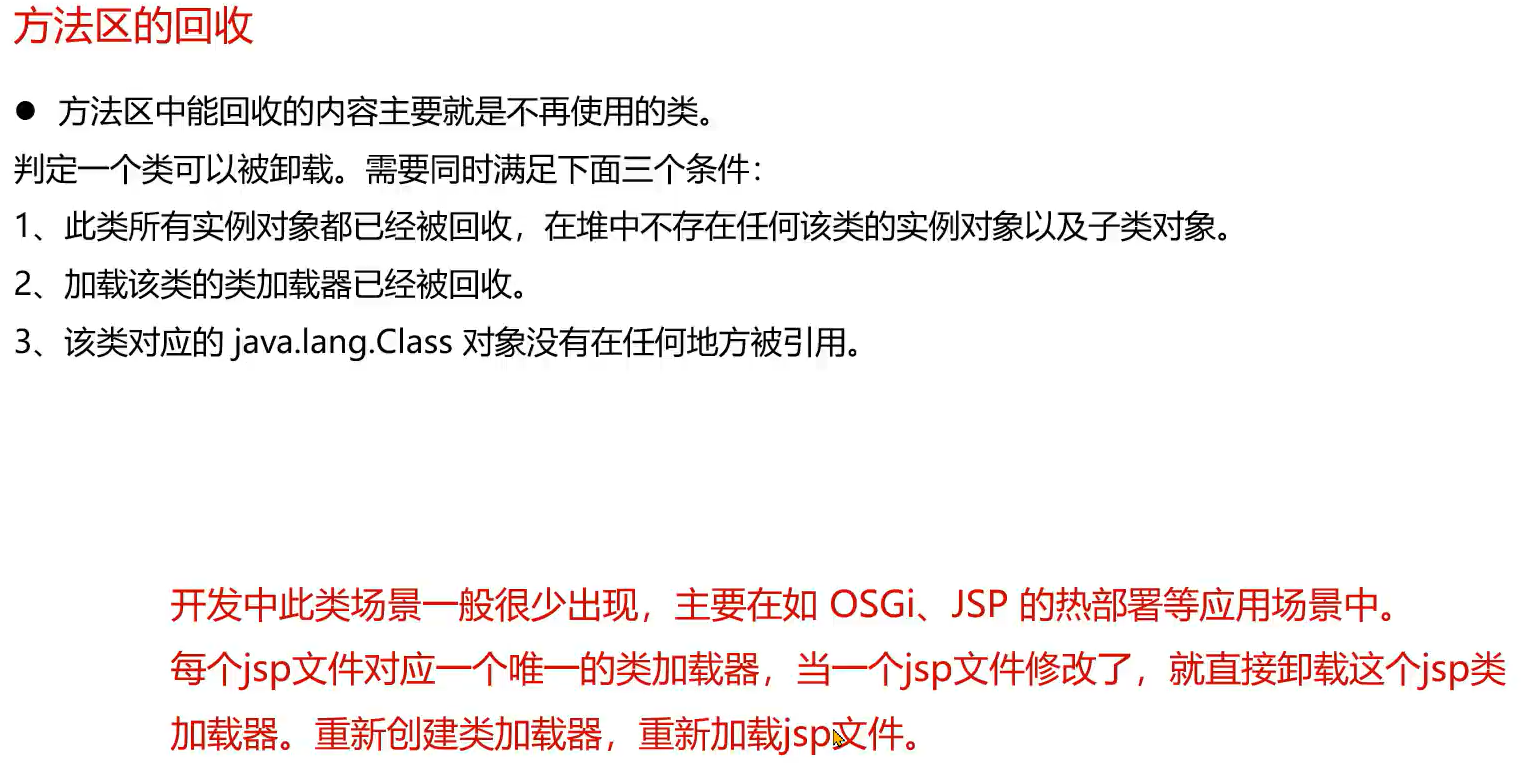 方法区的回收
● 方法区中能回收的内容主要就是不再使用的类。
判定一个类可以被卸载。需要同时满足下面三个条件：
1、此类所有实例对象都已经被回收，在堆中不存在任何该类的实例对象以及子类对象。
2、加载该类的类加载器已经被回收。
3、该类对应的 java.lang.Class 对象没有在任何地方被引用。
开发中此类场景一般很少出现，主要在如 OSGi、JSP 的热部署等应用场景中。
每个jsp文件对应一个唯一的类加载器，当一个jsp文件修改了，就直接卸载这个jsp类
加载器。重新创建类加载器，重新加载jsp文件。